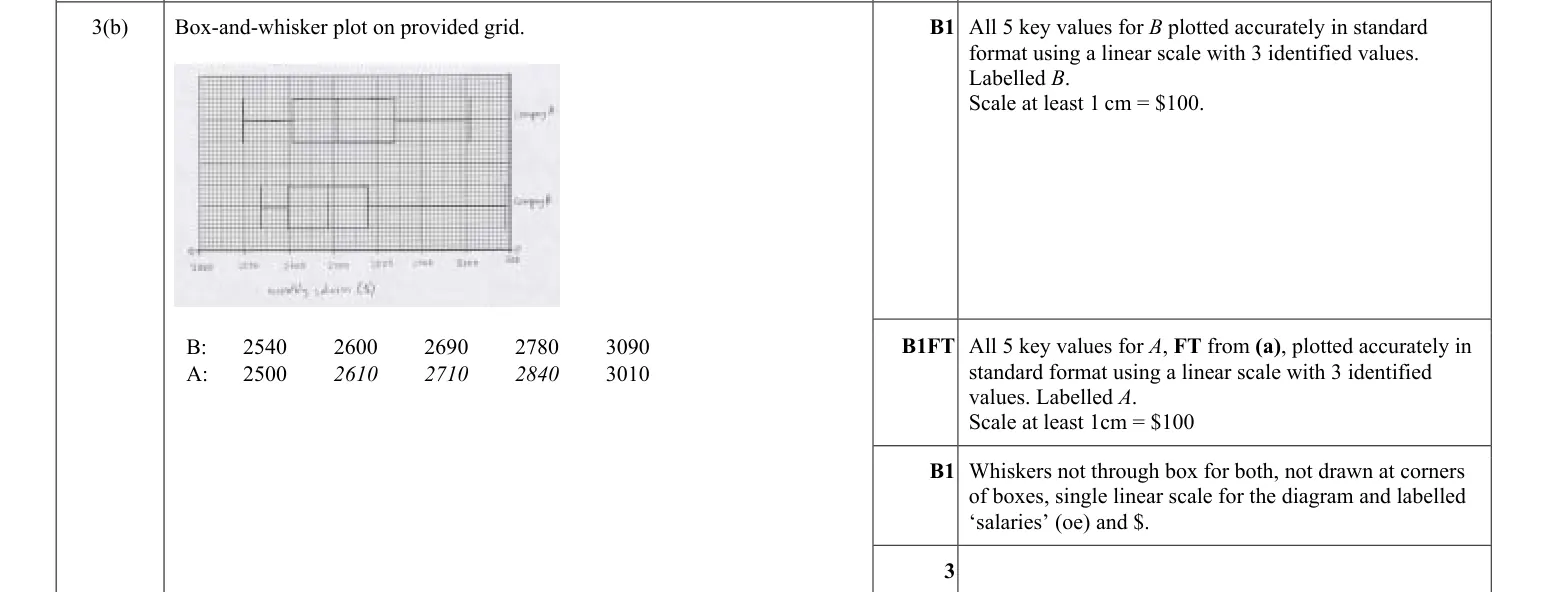 3(b)
Box-and-whisker plot on provided grid.
Company A
Company B
monthly salaries ($)
B: 2540 2600 2690 2780 3090
A: 2500 2610 2710 2840 3010
B1 All 5 key values for B plotted accurately in standard
format using a linear scale with 3 identified values.
Labelled B.
Scale at least 1 cm = $100.
B1FT All 5 key values for A, FT from (a), plotted accurately in
standard format using a linear scale with 3 identified
values. Labelled A.
Scale at least 1cm = $100
B1 Whiskers not through box for both, not drawn at corners
of boxes, single linear scale for the diagram and labelled
‘salaries’ (oe) and $.
3